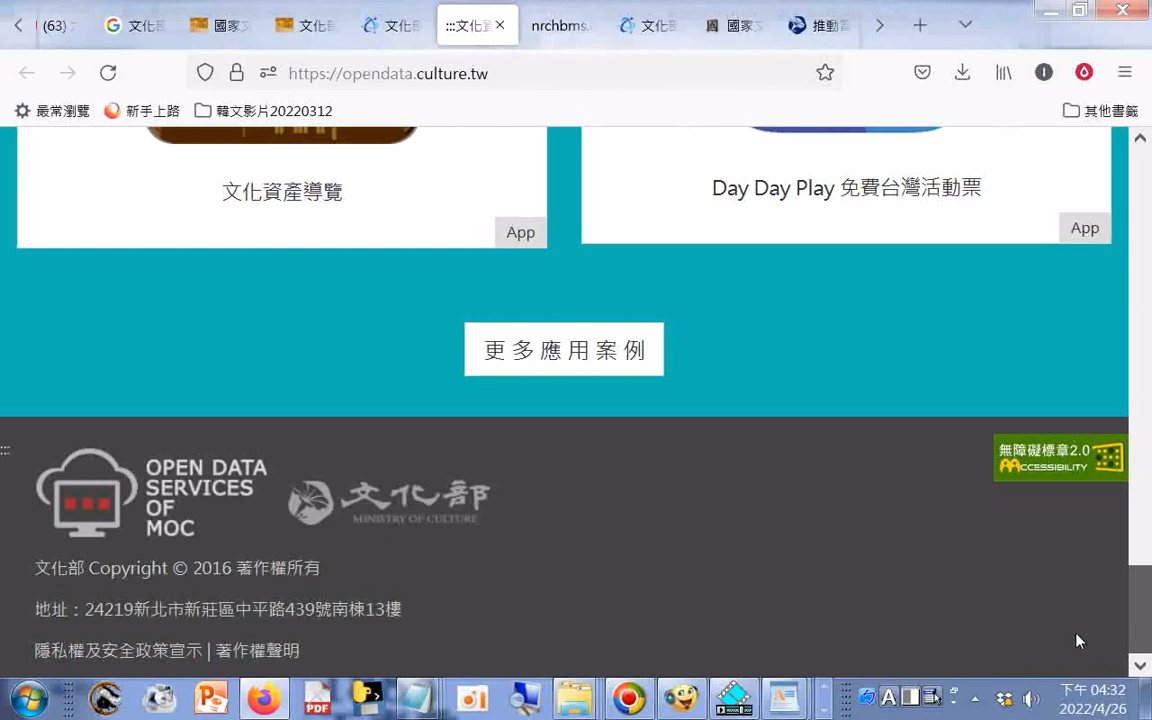 (63)
文化部
國家文
文化部
文化部
:::文化資
nrchbms.
文化部
國家文
推動
https://opendata.culture.tw
最常瀏覽
新手上路
韓文影片20220312
其他書籤
文化資產導覽
App
Day Day Play 免費台灣活動票
App
更多應用案例
:::
無障礙標章2.0
ACCESSIBILITY
OPEN DATA
SERVICES
OF
MOC
文化部
MINISTRY OF CULTURE
文化部 Copyright © 2016 著作權所有
地址：24219新北市新莊區中平路439號南棟13樓
隱私權及安全政策宣示 | 著作權聲明
PDF
A
下午 04:32
2022/4/26